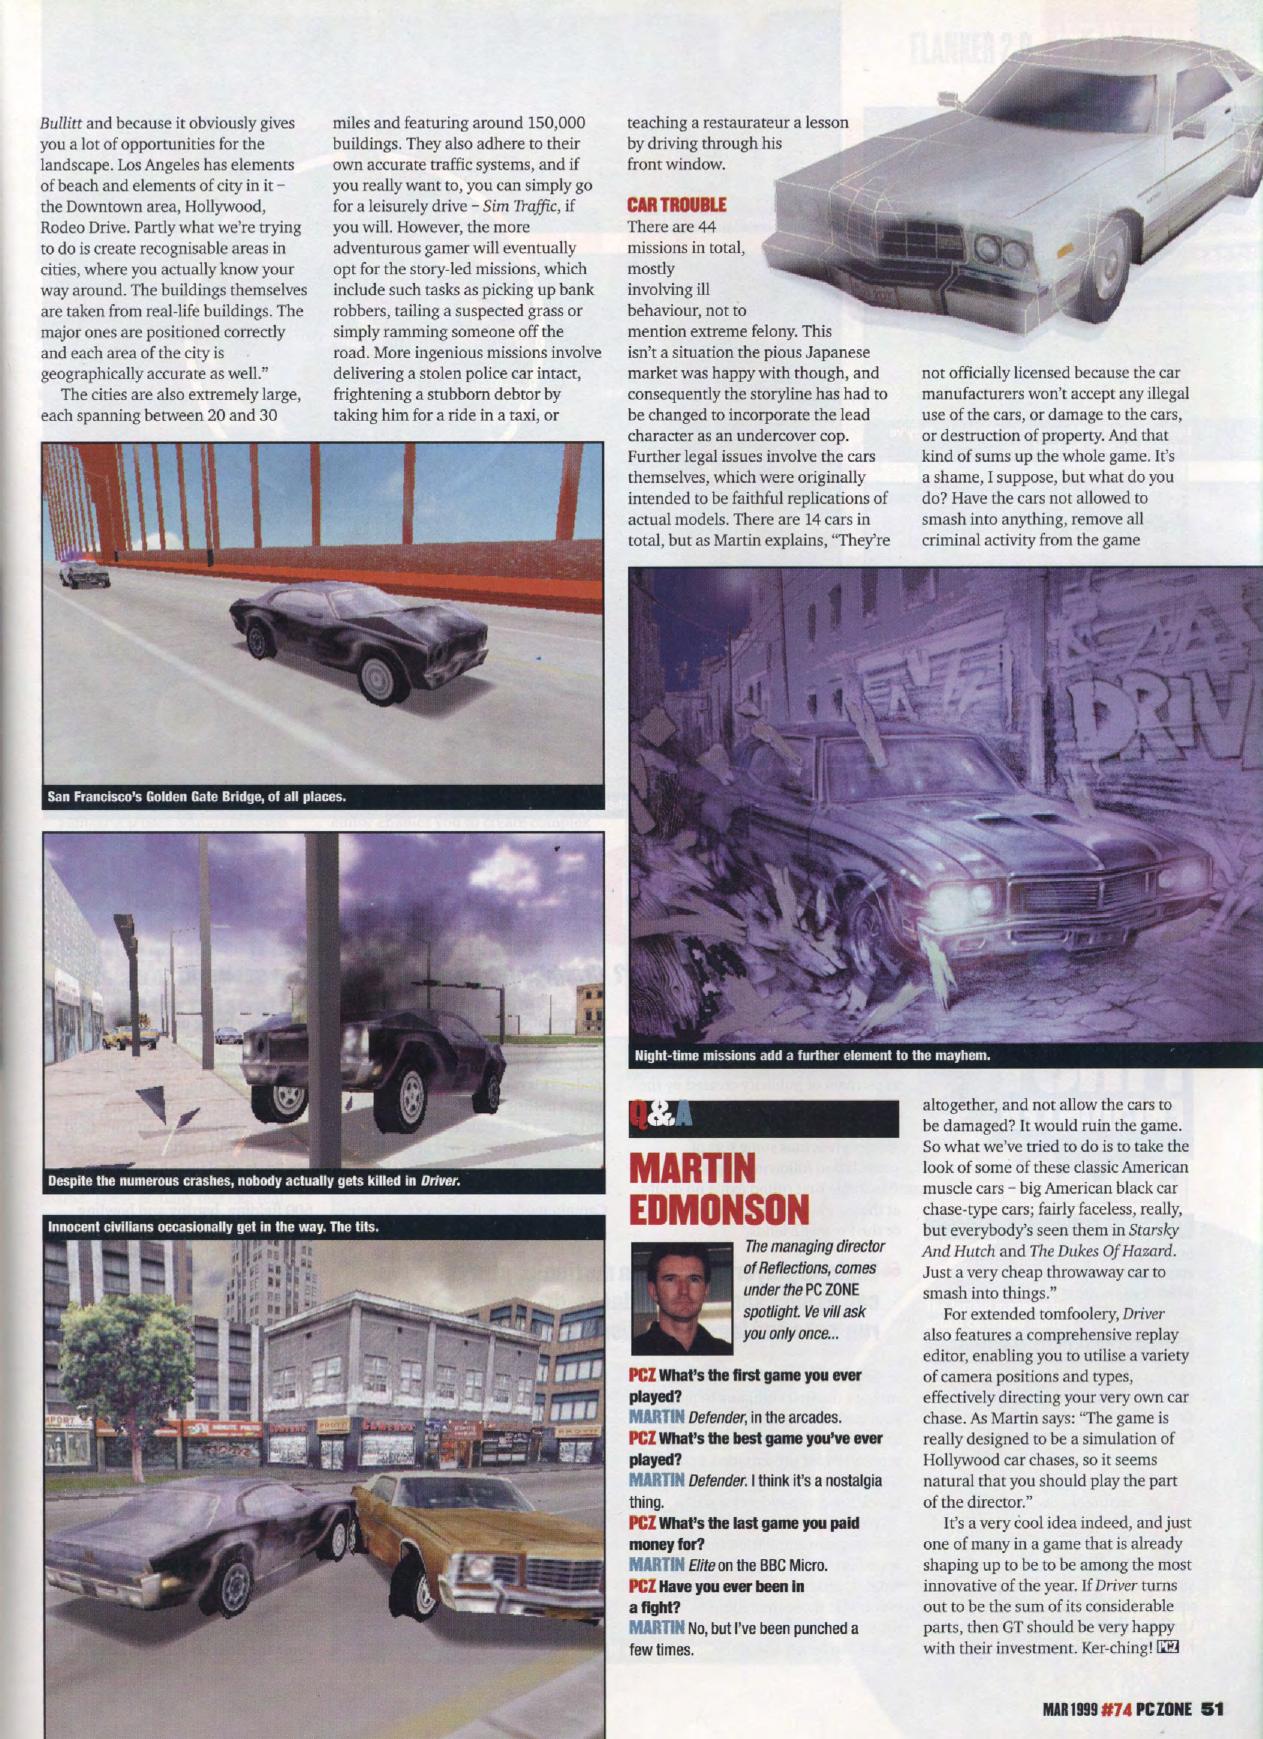 Bullitt and because it obviously gives
you a lot of opportunities for the
landscape. Los Angeles has elements
of beach and elements of city in it –
the Downtown area, Hollywood,
Rodeo Drive. Partly what we're trying
to do is create recognisable areas in
cities, where you actually know your
way around. The buildings themselves
are taken from real-life buildings. The
major ones are positioned correctly
and each area of the city is
geographically accurate as well."
The cities are also extremely large,
each spanning between 20 and 30
miles and featuring around 150,000
buildings. They also adhere to their
own accurate traffic systems, and if
you really want to, you can simply go
for a leisurely drive – Sim Traffic, if
you will. However, the more
adventurous gamer will eventually
opt for the story-led missions, which
include such tasks as picking up bank
robbers, tailing a suspected grass or
simply ramming someone off the
road. More ingenious missions involve
delivering a stolen police car intact,
frightening a stubborn debtor by
taking him for a ride in a taxi, or
teaching a restaurateur a lesson
by driving through his
front window.
CAR TROUBLE
There are 44
missions in total,
mostly
involving ill
behaviour, not to
mention extreme felony. This
isn't a situation the pious Japanese
market was happy with though, and
consequently the storyline has had to
be changed to incorporate the lead
character as an undercover cop.
Further legal issues involve the cars
themselves, which were originally
intended to be faithful replications of
actual models. There are 14 cars in
total, but as Martin explains, "They're
not officially licensed because the car
manufacturers won't accept any illegal
use of the cars, or damage to the cars,
or destruction of property. And that
kind of sums up the whole game. It's
a shame, I suppose, but what do you
do? Have the cars not allowed to
smash into anything, remove all
criminal activity from the game
altogether, and not allow the cars to
be damaged? It would ruin the game.
So what we've tried to do is to take the
look of some of these classic American
muscle cars – big American black car
chase-type cars; fairly faceless, really,
but everybody's seen them in Starsky
And Hutch and The Dukes Of Hazard.
Just a very cheap throwaway car to
smash into things."
For extended tomfoolery, Driver
also features a comprehensive replay
editor, enabling you to utilise a variety
of camera positions and types,
effectively directing your very own car
chase. As Martin says: "The game is
really designed to be a simulation of
Hollywood car chases, so it seems
natural that you should play the part
of the director."
It's a very cool idea indeed, and just
one of many in a game that is already
shaping up to be to be among the most
innovative of the year. If Driver turns
out to be the sum of its considerable
parts, then GT should be very happy
with their investment. Ker-ching! PCZ
San Francisco's Golden Gate Bridge, of all places.
Despite the numerous crashes, nobody actually gets killed in Driver.
Innocent civilians occasionally get in the way. The tits.
DRIV
Night-time missions add a further element to the mayhem.
Q&A
MARTIN
EDMONSON
The managing director
of Reflections, comes
under the PC ZONE
spotlight. Ve vill ask
you only once...
PCZ What's the first game you ever
played?
MARTIN Defender, in the arcades.
PCZ What's the best game you've ever
played?
MARTIN Defender. I think it's a nostalgia
thing.
PCZ What's the last game you paid
money for?
MARTIN Elite on the BBC Micro.
PCZ Have you ever been in
a fight?
MARTIN No, but I've been punched a
few times.
MAR 1999 #74 PC ZONE 51